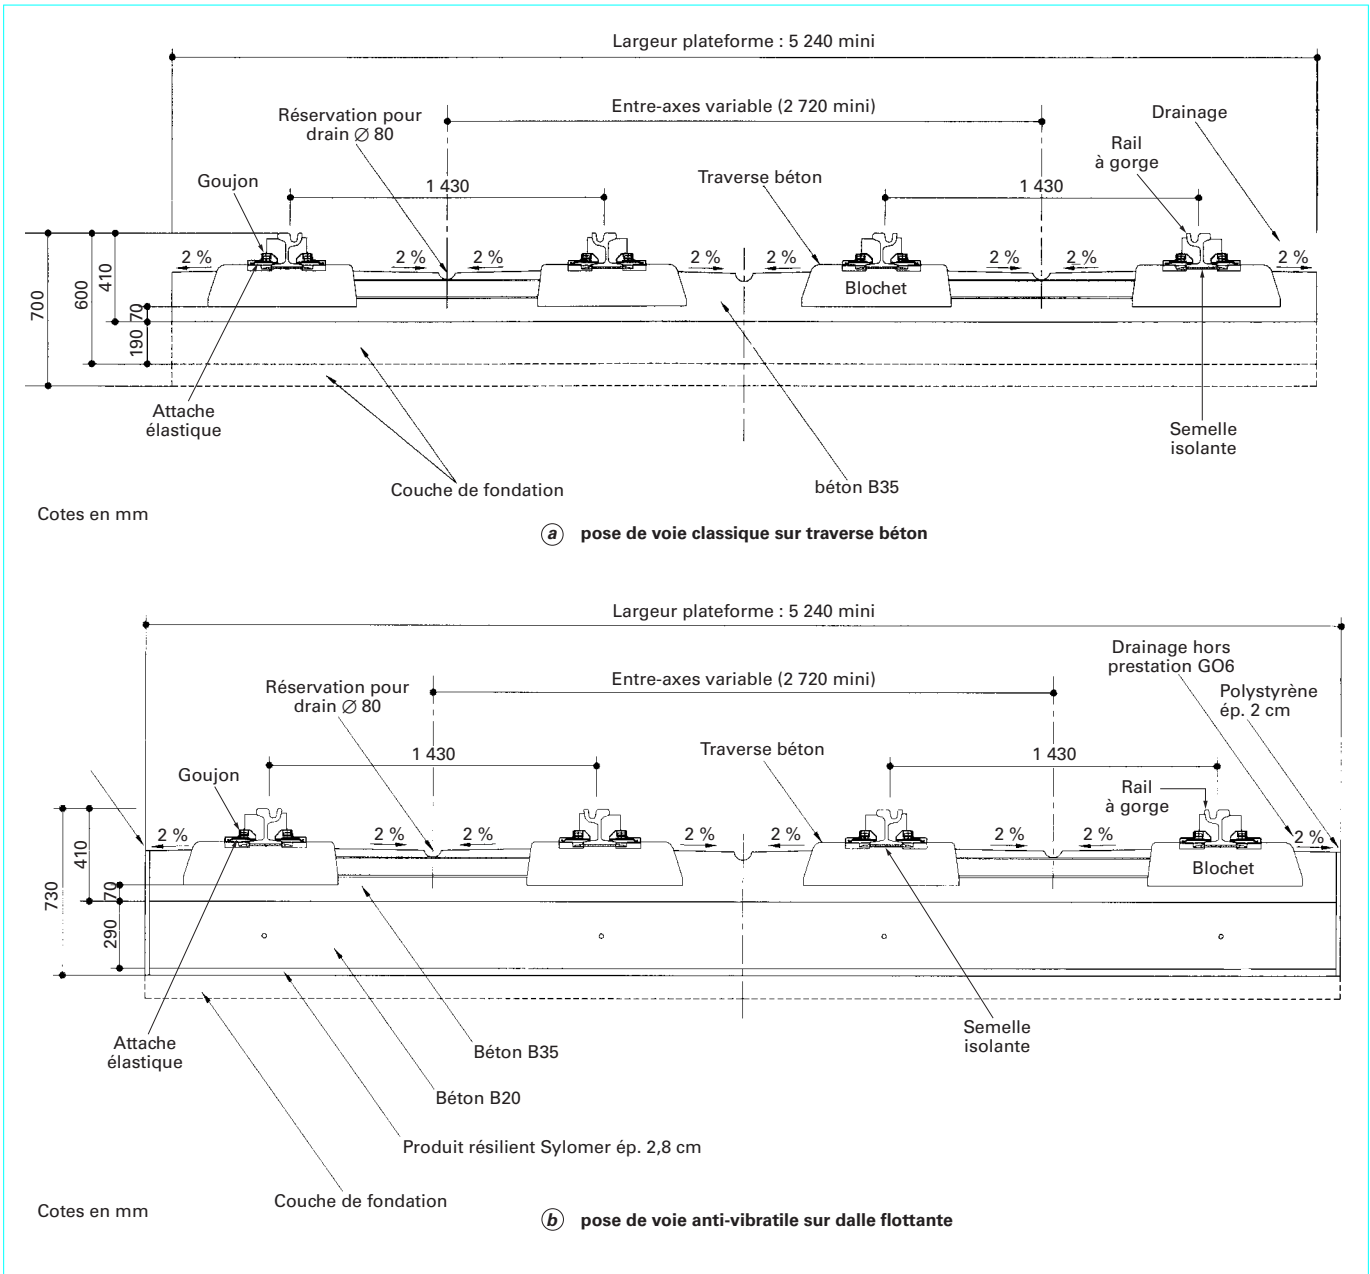 Largeur plateforme : 5 240 mini
Entre-axes variable (2 720 mini)
Réservation pour
drain ∅ 80
Drainage
Rail
à gorge
Goujon
1 430
Traverse béton
1 430
2 %
2 %
2 %
2 %
2 %
2 %
2 %
2 %
Blochet
700
600
410
70
190
Attache
élastique
Semelle
isolante
Couche de fondation
béton B35
Cotes en mm
a pose de voie classique sur traverse béton
Largeur plateforme : 5 240 mini
Drainage hors
prestation GO6
Entre-axes variable (2 720 mini)
Réservation pour
drain ∅ 80
Polystyrène
ép. 2 cm
1 430
Traverse béton
1 430
Goujon
Rail
à gorge
2 %
2 %
2 %
2 %
2 %
2 %
2 %
2 %
Blochet
730
410
70
290
Attache
élastique
Semelle
isolante
Béton B35
Béton B20
Produit résilient Sylomer ép. 2,8 cm
Couche de fondation
Cotes en mm
b pose de voie anti-vibratile sur dalle flottante